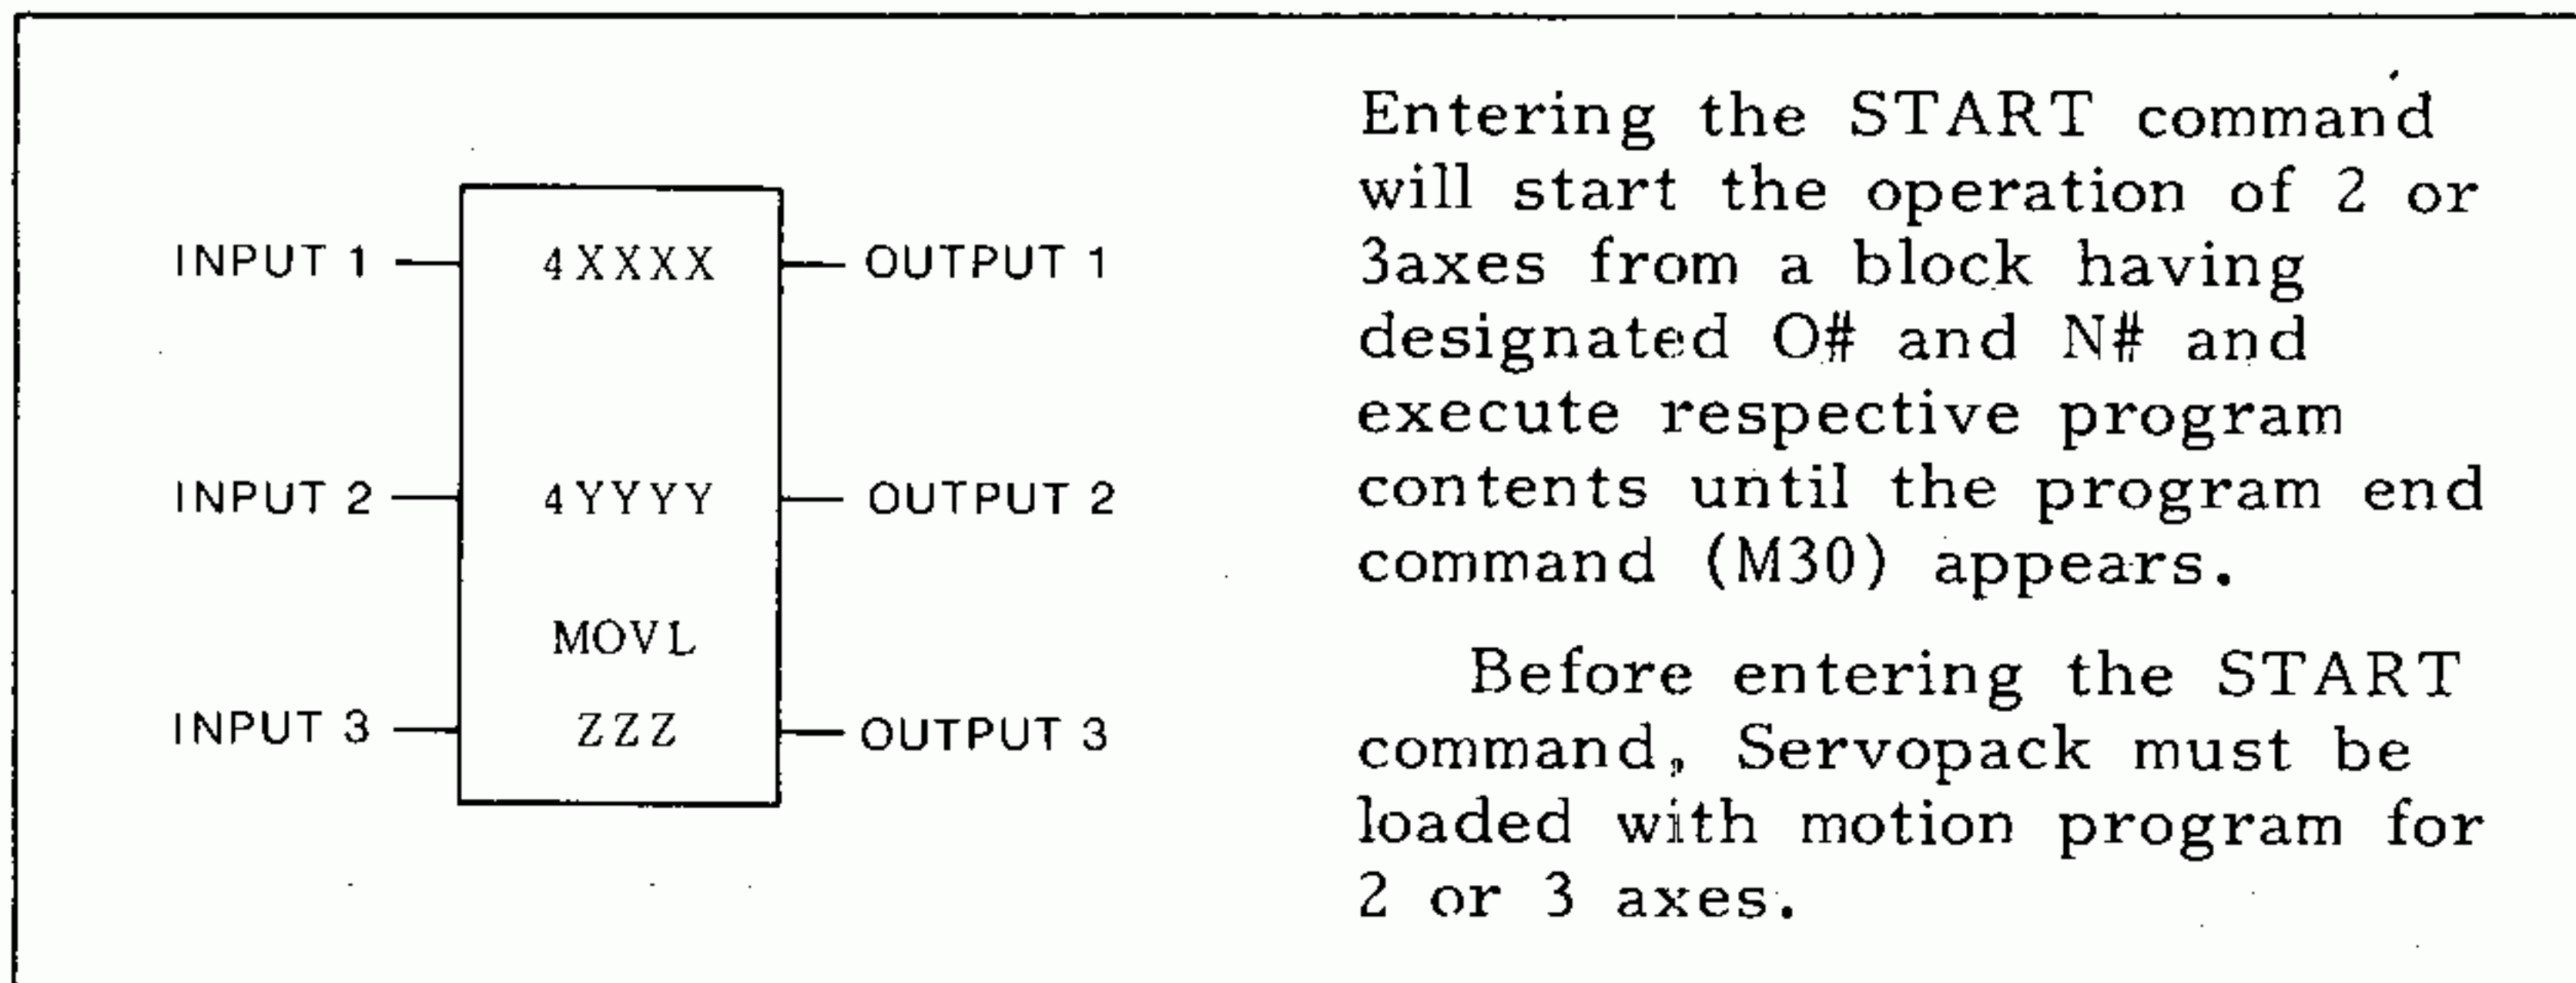 INPUT 1 4XXXX OUTPUT 1
INPUT 2 4YYYY OUTPUT 2
MOVL
INPUT 3 ZZZ OUTPUT 3
Entering the START command
will start the operation of 2 or
3axes from a block having
designated O# and N# and
execute respective program
contents until the program end
command (M30) appears.
Before entering the START
command, Servopack must be
loaded with motion program for
2 or 3 axes.